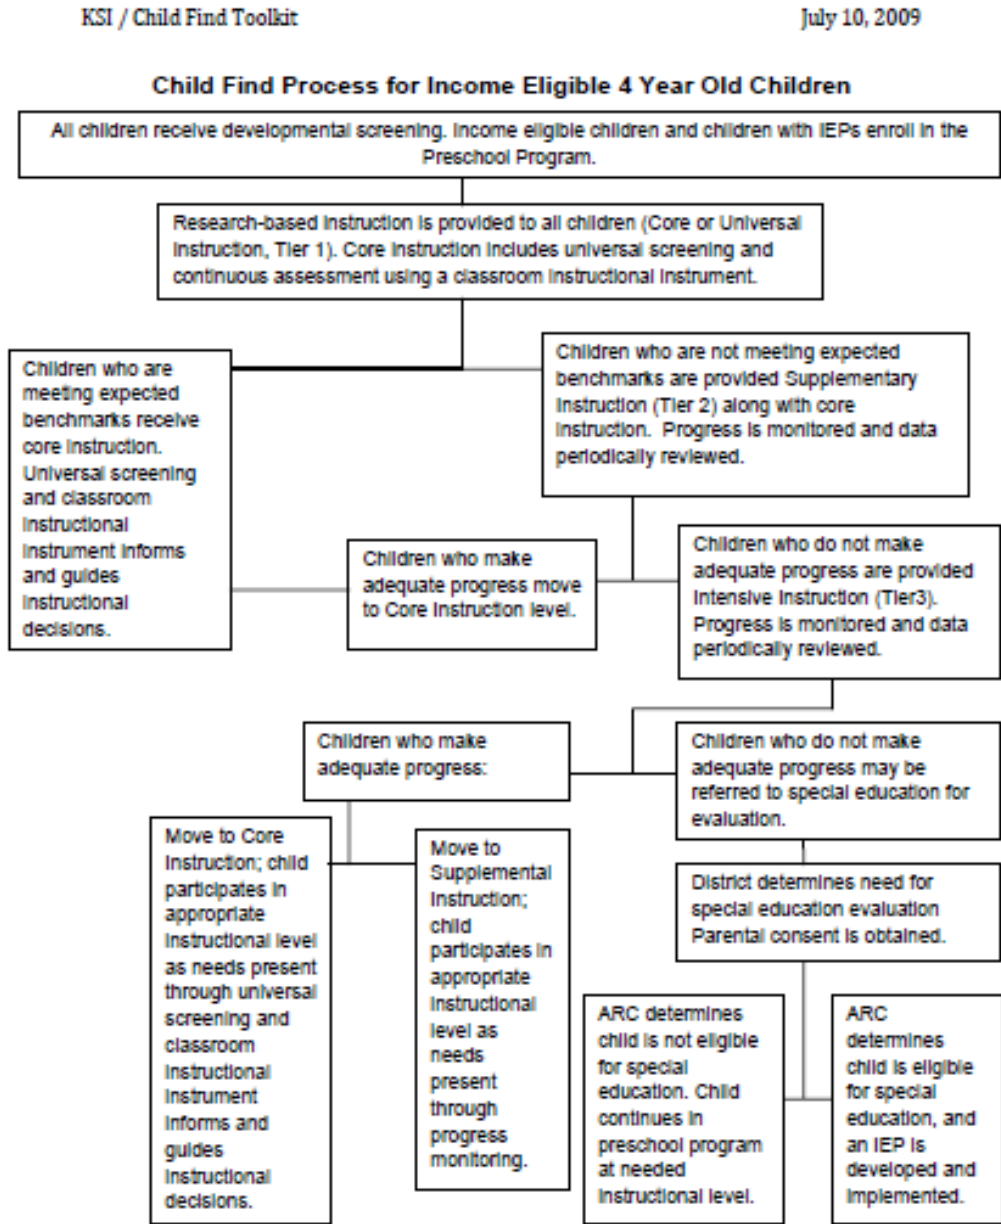 KSI / Child Find Toolkit
July 10, 2009
Child Find Process for Income Eligible 4 Year Old Children
All children receive developmental screening. Income eligible children and children with IEPs enroll in the
Preschool Program.
Research-based instruction is provided to all children (Core or Universal
Instruction, Tier 1). Core instruction includes universal screening and
continuous assessment using a classroom instructional instrument.
Children who are
meeting expected
benchmarks receive
core instruction.
Universal screening
and classroom
instructional
instrument informs
and guides
instructional
decisions.
Children who are not meeting expected
benchmarks are provided Supplementary
Instruction (Tier 2) along with core
instruction. Progress is monitored and data
periodically reviewed.
Children who make
adequate progress move
to Core Instruction level.
Children who do not make
adequate progress are provided
Intensive Instruction (Tier3).
Progress is monitored and data
periodically reviewed.
Children who make
adequate progress:
Children who do not make
adequate progress may be
referred to special education for
evaluation.
Move to Core
Instruction; child
participates in
appropriate
instructional level
as needs present
through universal
screening and
classroom
instructional
instrument
informs and
guides
instructional
decisions.
Move to
Supplemental
Instruction;
child
participates in
appropriate
instructional
level as
needs
present
through
progress
monitoring.
District determines need for
special education evaluation
Parental consent is obtained.
ARC determines
child is not eligible
for special
education. Child
continues in
preschool program
at needed
instructional level.
ARC
determines
child is eligible
for special
education, and
an IEP is
developed and
implemented.